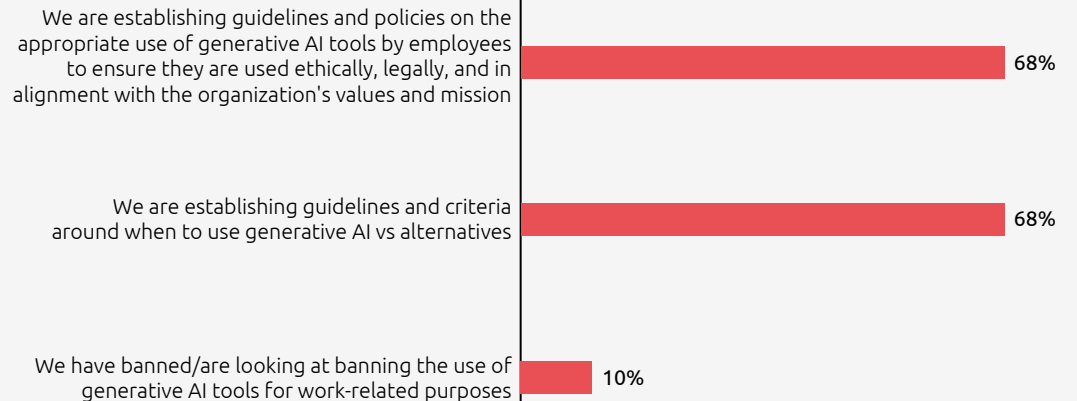 We are establishing guidelines and policies on the
appropriate use of generative AI tools by employees
to ensure they are used ethically, legally, and in
alignment with the organization's values and mission
68%
We are establishing guidelines and criteria
around when to use generative AI vs alternatives
68%
We have banned/are looking at banning the use of
generative AI tools for work-related purposes
10%